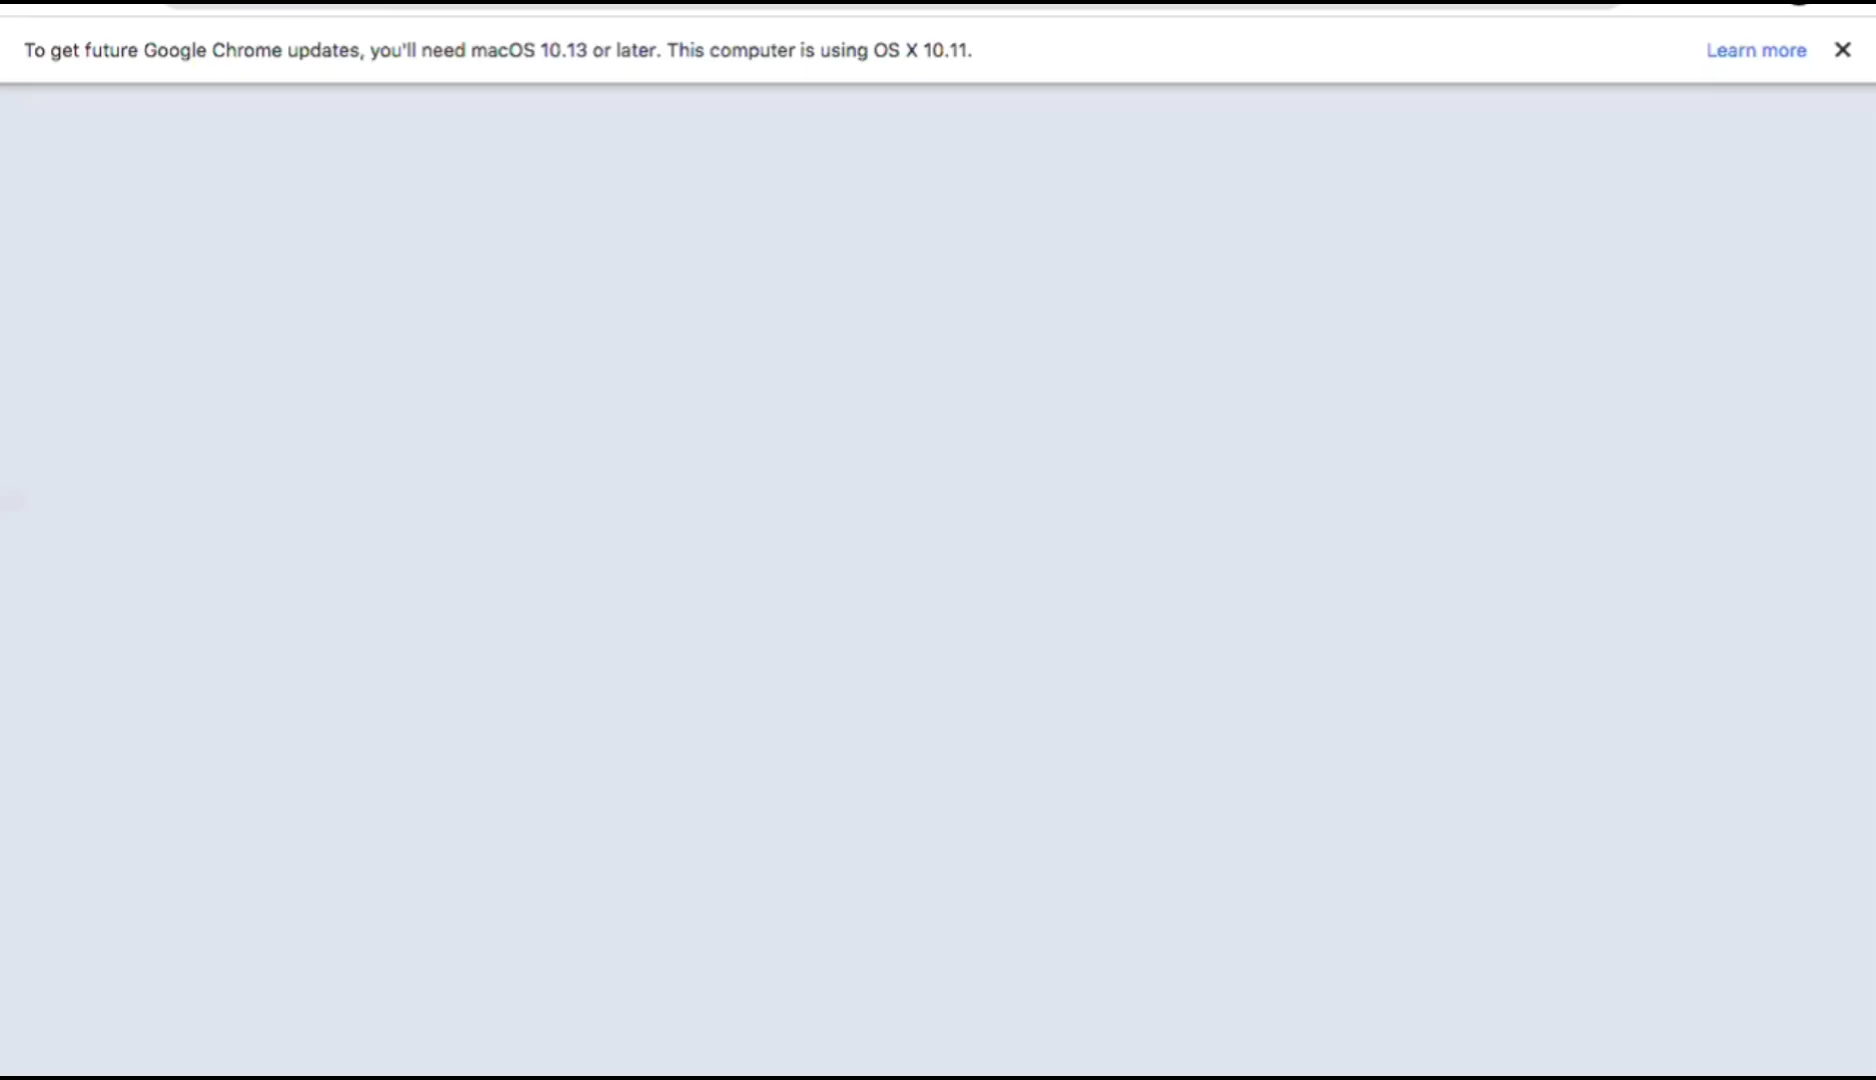 To get future Google Chrome updates, you'll need macOS 10.13 or later. This computer is using OS X 10.11. Learn more